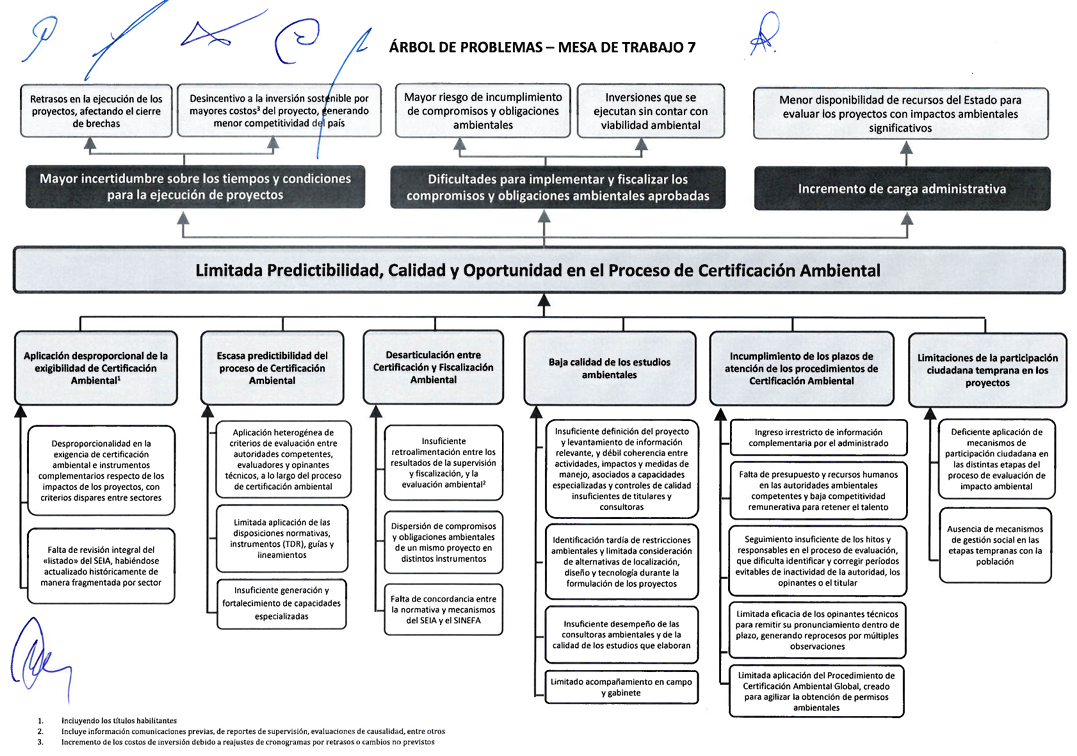 ÁRBOL DE PROBLEMAS – MESA DE TRABAJO 7
Retrasos en la ejecución de los
proyectos, afectando el cierre
de brechas
Desincentivo a la inversión sostenible por
mayores costos³ del proyecto, generando
menor competitividad del país
Mayor riesgo de incumplimiento
de compromisos y obligaciones
ambientales
Inversiones que se
ejecutan sin contar con
viabilidad ambiental
Menor disponibilidad de recursos del Estado para
evaluar los proyectos con impactos ambientales
significativos
Mayor incertidumbre sobre los tiempos y condiciones
para la ejecución de proyectos
Dificultades para implementar y fiscalizar los
compromisos y obligaciones ambientales aprobadas
Incremento de carga administrativa
Limitada Predictibilidad, Calidad y Oportunidad en el Proceso de Certificación Ambiental
Aplicación desproporcional de la
exigibilidad de Certificación
Ambiental¹
Desproporcionalidad en la
exigencia de certificación
ambiental e instrumentos
complementarios respecto de los
impactos de los proyectos, con
criterios dispares entre sectores
Falta de revisión integral del
«listado» del SEIA, habiéndose
actualizado históricamente de
manera fragmentada por sector
Escasa predictibilidad del
proceso de Certificación
Ambiental
Aplicación heterogénea de
criterios de evaluación entre
autoridades competentes,
evaluadores y opinantes
técnicos, a lo largo del proceso
de certificación ambiental
Limitada aplicación de las
disposiciones normativas,
instrumentos (TDR), guías y
lineamientos
Insuficiente generación y
fortalecimiento de capacidades
especializadas
Desarticulación entre
Certificación y Fiscalización
Ambiental
Insuficiente
retroalimentación entre los
resultados de la supervisión
y fiscalización, y la
evaluación ambiental²
Dispersión de compromisos
y obligaciones ambientales
de un mismo proyecto en
distintos instrumentos
Falta de concordancia entre
la normativa y mecanismos
del SEIA y el SINEFA
Baja calidad de los estudios
ambientales
Insuficiente definición del proyecto
y levantamiento de información
relevante, y débil coherencia entre
actividades, impactos y medidas de
manejo, asociados a capacidades
especializadas y controles de calidad
insuficientes de titulares y
consultoras
Identificación tardía de restricciones
ambientales y limitada consideración
de alternativas de localización,
diseño y tecnología durante la
formulación de los proyectos
Insuficiente desempeño de las
consultoras ambientales y de la
calidad de los estudios que elaboran
Limitado acompañamiento en campo
y gabinete
Incumplimiento de los plazos de
atención de los procedimientos de
Certificación Ambiental
Ingreso irrestricto de información
complementaria por el administrado
Falta de presupuesto y recursos humanos
en las autoridades ambientales
competentes y baja competitividad
remunerativa para retener el talento
Seguimiento insuficiente de los hitos y
responsables en el proceso de evaluación,
que dificulta identificar y corregir períodos
evitables de inactividad de la autoridad, los
opinantes o el titular
Limitada eficacia de los opinantes técnicos
para remitir su pronunciamiento dentro de
plazo, generando reprocesos por múltiples
observaciones
Limitada aplicación del Procedimiento de
Certificación Ambiental Global, creado
para agilizar la obtención de permisos
ambientales
Limitaciones de la participación
ciudadana temprana en los
proyectos
Deficiente aplicación de
mecanismos de
participación ciudadana en
las distintas etapas del
proceso de evaluación de
impacto ambiental
Ausencia de mecanismos
de gestión social en las
etapas tempranas con la
población
1. Incluyendo los títulos habilitantes
2. Incluye información comunicaciones previas, de reportes de supervisión, evaluaciones de causalidad, entre otros
3. Incremento de los costos de inversión debido a reajustes de cronogramas por retrasos o cambios no previstos